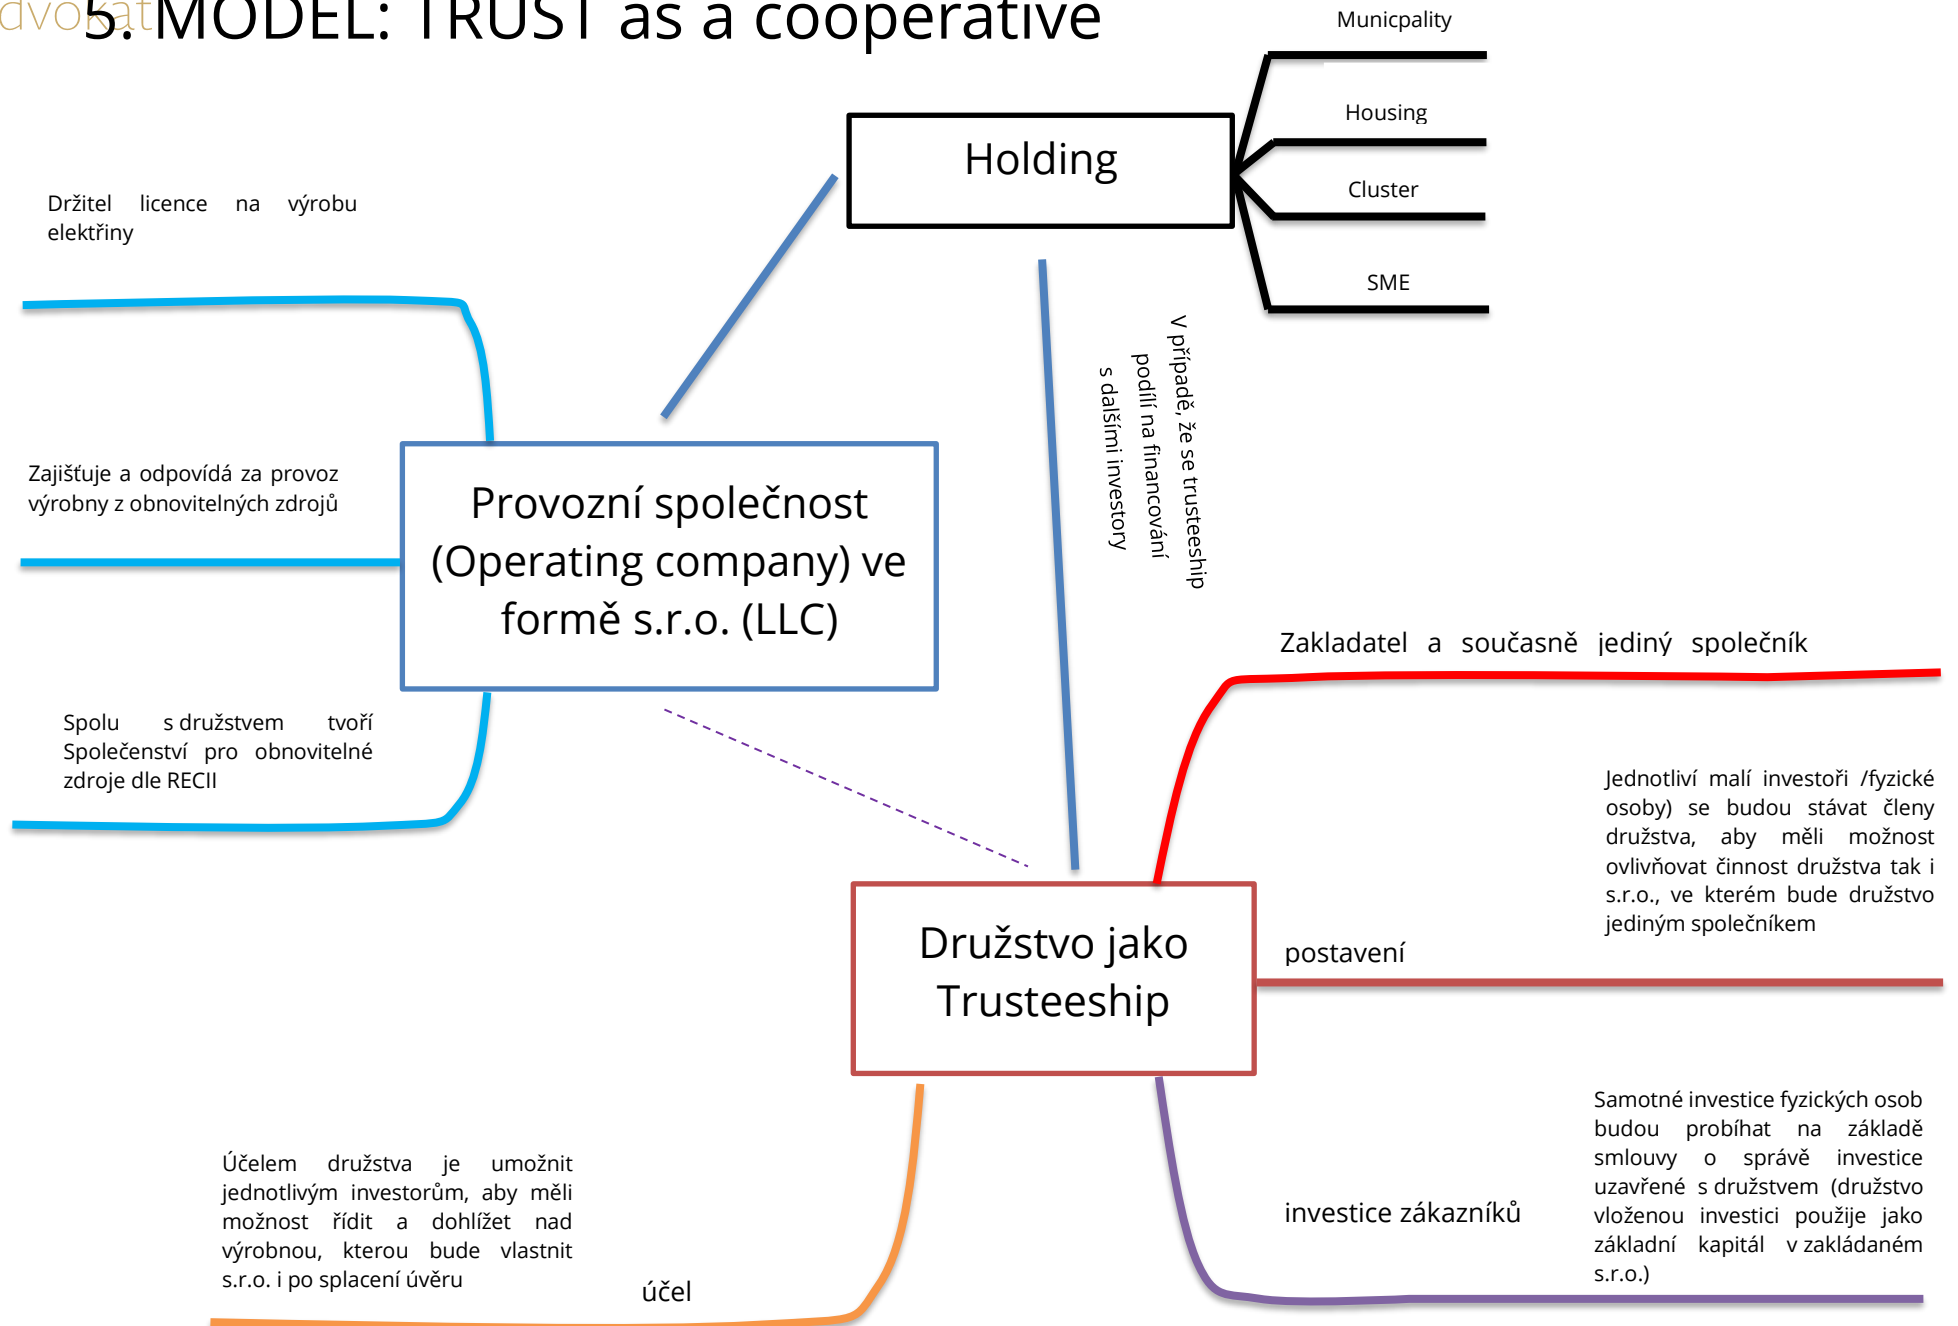 dvokat
5. MODEL: TRUST as a cooperative
Municpality
Housing
Cluster
SME
Holding
Držitel licence na výrobu
elektřiny
Zajišťuje a odpovídá za provoz
výrobny z obnovitelných zdrojů
Spolu s družstvem tvoří
Společenství pro obnovitelné
zdroje dle RECII
Provozní společnost
(Operating company) ve
formě s.r.o. (LLC)
V případě, že se trusteeship
podílí na financování
s dalšími investory
Zakladatel a současně jediný společník
Jednotliví malí investoři /fyzické
osoby) se budou stávat členy
družstva, aby měli možnost
ovlivňovat činnost družstva tak i
s.r.o., ve kterém bude družstvo
jediným společníkem
postavení
Družstvo jako
Trusteeship
Samotné investice fyzických osob
budou probíhat na základě
smlouvy o správě investice
uzavřené s družstvem (družstvo
vloženou investici použije jako
základní kapitál v zakládaném
s.r.o.)
investice zákazníků
Účelem družstva je umožnit
jednotlivým investorům, aby měli
možnost řídit a dohlížet nad
výrobnou, kterou bude vlastnit
s.r.o. i po splacení úvěru
účel